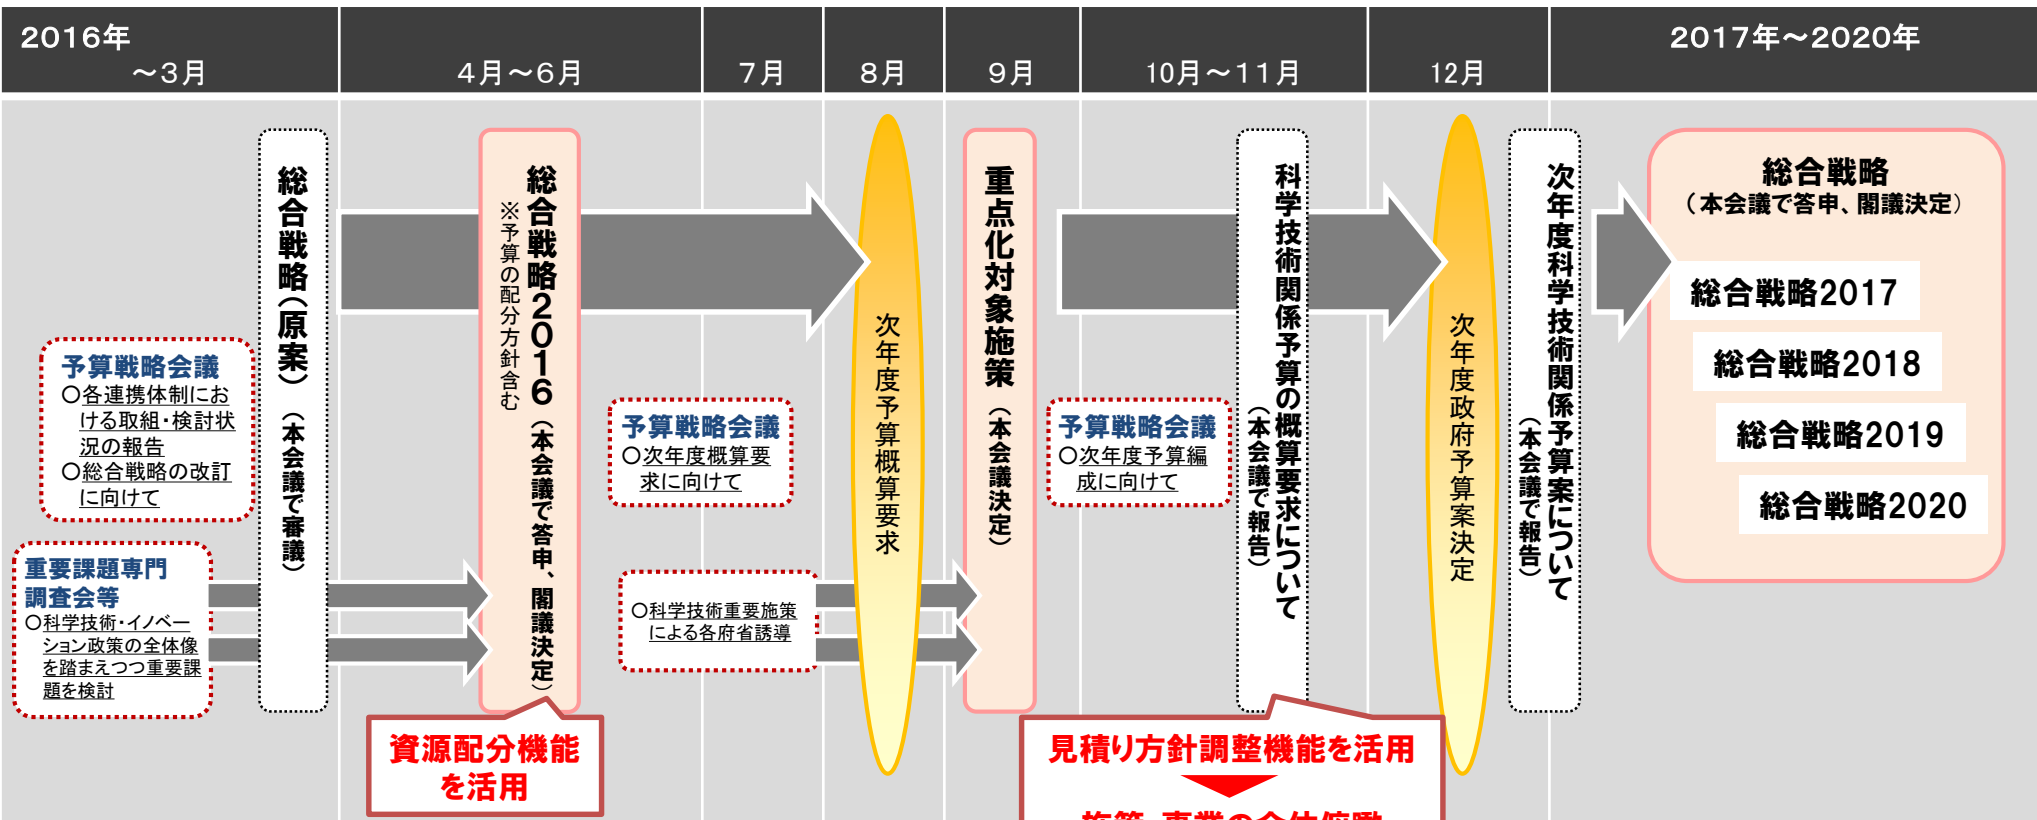 2016年
～3月
4月～6月
7月
8月
9月
10月～11月
12月
2017年～2020年
予算戦略会議
○各連携体制にお
ける取組・検討状
況の報告
○総合戦略の改訂
に向けて
重要課題専門
調査会等
○科学技術・イノベー
ション政策の全体像
を踏まえつつ重要課
題を検討
総合戦略（原案）（本会議で審議）
総合戦略2016（本会議で答申、閣議決定）
※予算の配分方針含む
資源配分機能
を活用
予算戦略会議
○次年度概算要
求に向けて
○科学技術重要施策
による各府省誘導
次年度予算概算要求
重点化対象施策（本会議決定）
予算戦略会議
○次年度予算編
成に向けて
科学技術関係予算の概算要求について
（本会議で報告）
見積り方針調整機能を活用
施策・事業の全体俯瞰
次年度政府予算案決定
次年度科学技術関係予算案について
（本会議で報告）
総合戦略
（本会議で答申、閣議決定）
総合戦略2017
総合戦略2018
総合戦略2019
総合戦略2020